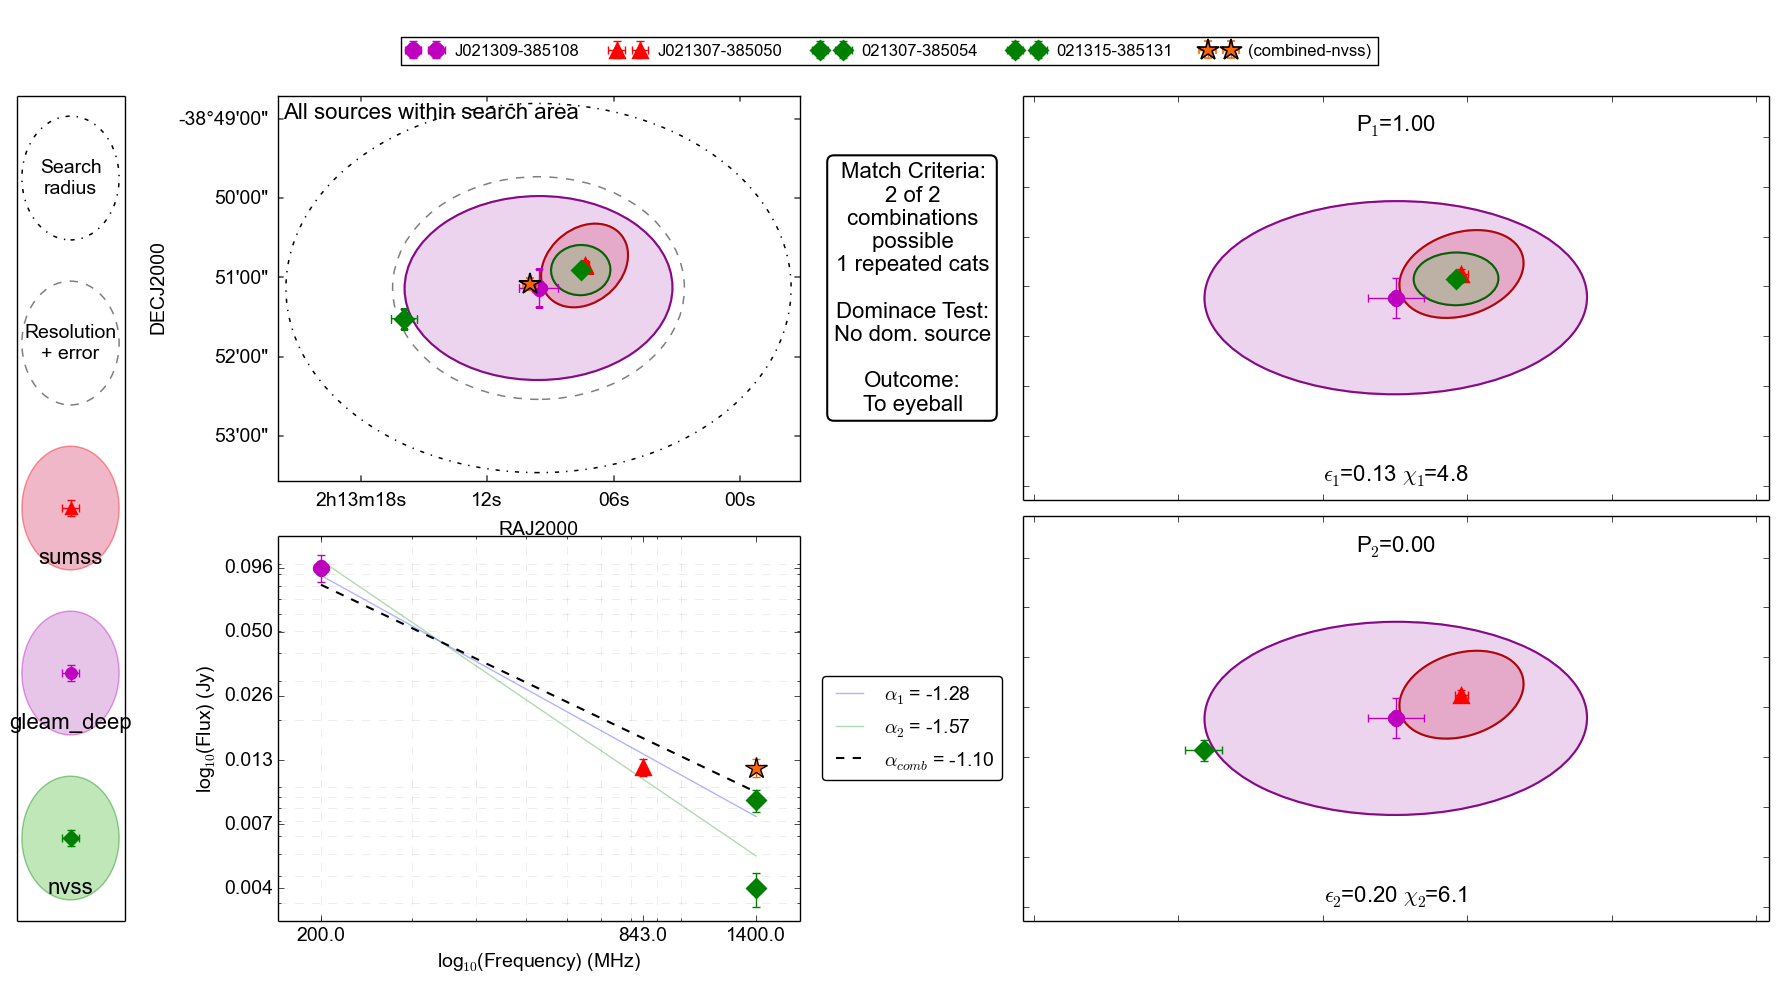 J021309-385108 J021307-385050 021307-385054 021315-385131 (combined-nvss)
Search
radius
Resolution
+ error
sumss
gleam_deep
nvss
All sources within search area
DECJ2000
-38°49'00"
50'00"
51'00"
52'00"
53'00"
2h13m18s 12s 06s 00s
RAJ2000
Match Criteria:
2 of 2
combinations
possible
1 repeated cats
Dominace Test:
No dom. source
Outcome:
To eyeball
P₁=1.00
ϵ₁=0.13 χ₁=4.8
log₁₀(Flux) (Jy)
0.096
0.050
0.026
0.013
0.007
0.004
200.0 843.0 1400.0
log₁₀(Frequency) (MHz)
α₁ = -1.28
α₂ = -1.57
α_comb = -1.10
P₂=0.00
ϵ₂=0.20 χ₂=6.1